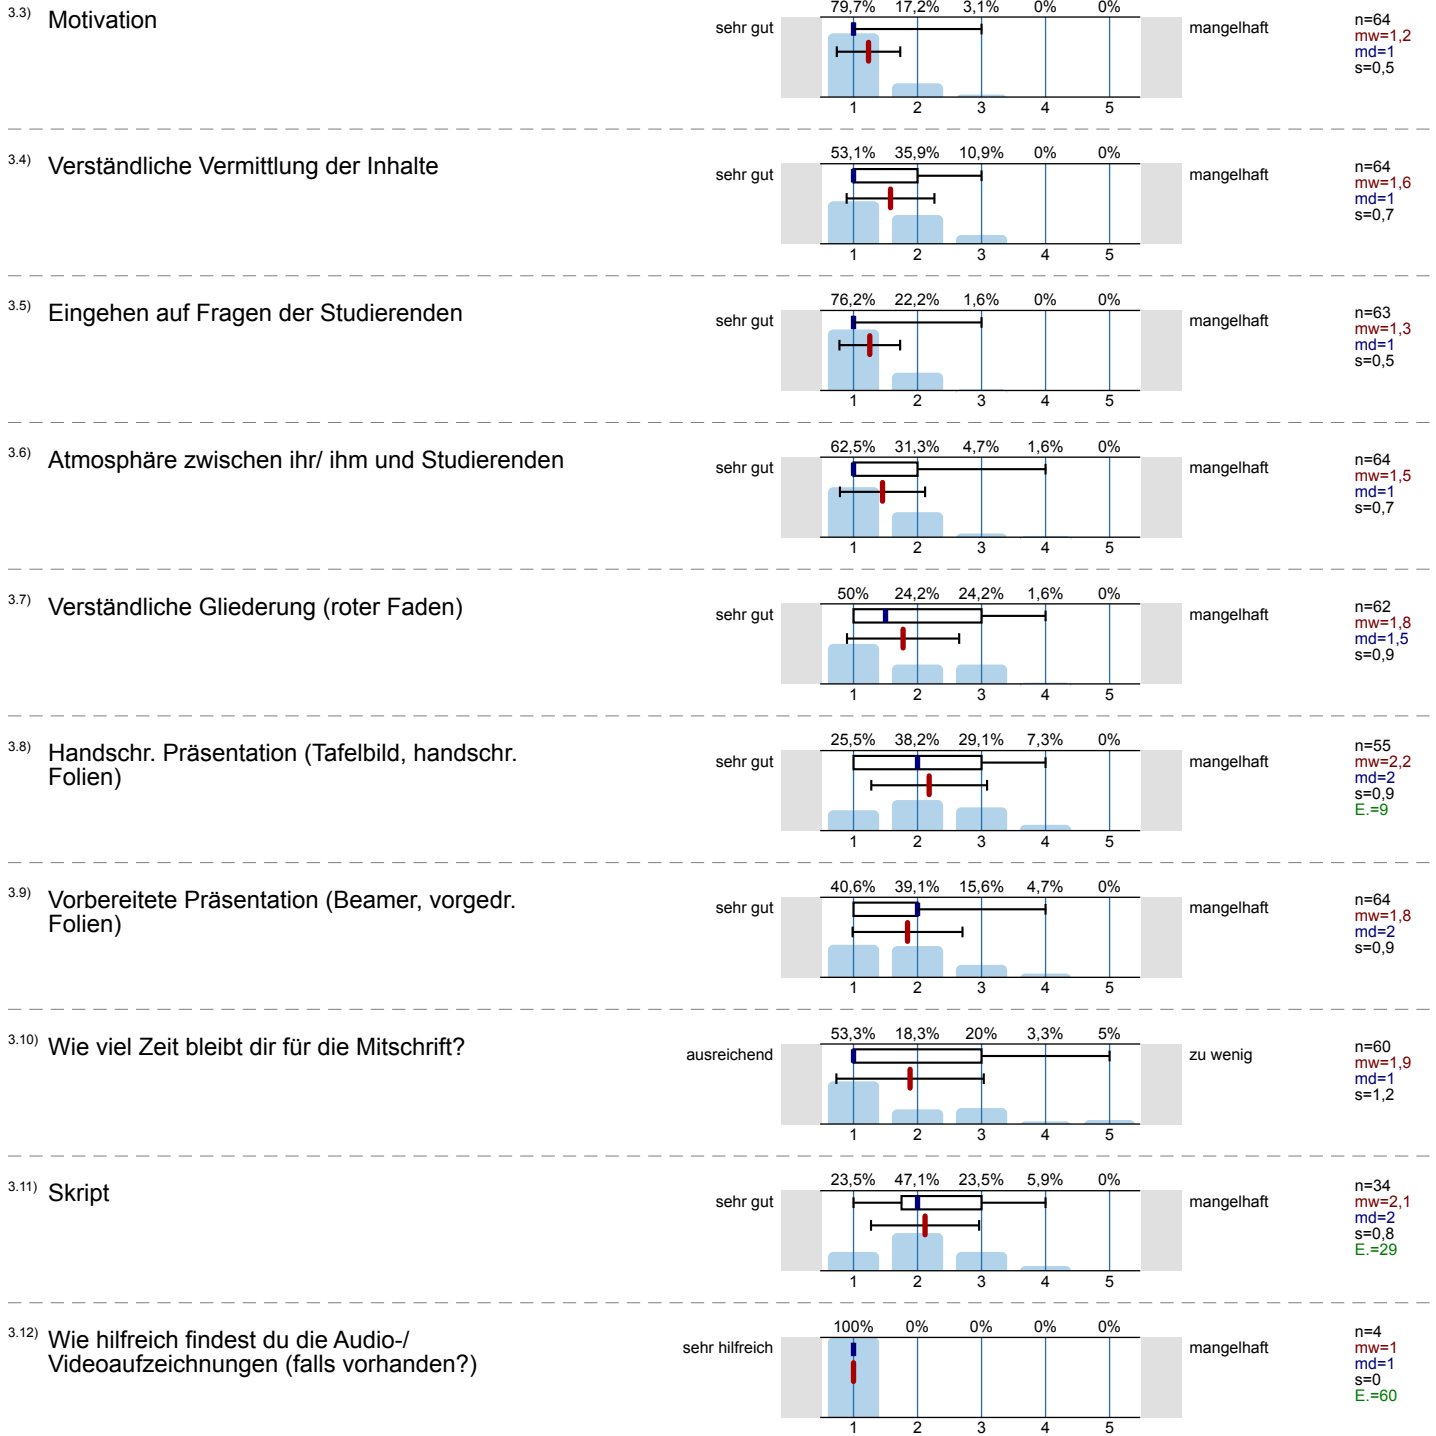 3.3) Motivation
79,7% 17,2% 3,1% 0% 0%
sehr gut mangelhaft
1 2 3 4 5
n=64
mw=1,2
md=1
s=0,5
3.4) Verständliche Vermittlung der Inhalte
53,1% 35,9% 10,9% 0% 0%
sehr gut mangelhaft
1 2 3 4 5
n=64
mw=1,6
md=1
s=0,7
3.5) Eingehen auf Fragen der Studierenden
76,2% 22,2% 1,6% 0% 0%
sehr gut mangelhaft
1 2 3 4 5
n=63
mw=1,3
md=1
s=0,5
3.6) Atmosphäre zwischen ihr/ ihm und Studierenden
62,5% 31,3% 4,7% 1,6% 0%
sehr gut mangelhaft
1 2 3 4 5
n=64
mw=1,5
md=1
s=0,7
3.7) Verständliche Gliederung (roter Faden)
50% 24,2% 24,2% 1,6% 0%
sehr gut mangelhaft
1 2 3 4 5
n=62
mw=1,8
md=1,5
s=0,9
3.8) Handschr. Präsentation (Tafelbild, handschr.
Folien)
25,5% 38,2% 29,1% 7,3% 0%
sehr gut mangelhaft
1 2 3 4 5
n=55
mw=2,2
md=2
s=0,9
E.=9
3.9) Vorbereitete Präsentation (Beamer, vorgedr.
Folien)
40,6% 39,1% 15,6% 4,7% 0%
sehr gut mangelhaft
1 2 3 4 5
n=64
mw=1,8
md=2
s=0,9
3.10) Wie viel Zeit bleibt dir für die Mitschrift?
53,3% 18,3% 20% 3,3% 5%
ausreichend zu wenig
1 2 3 4 5
n=60
mw=1,9
md=1
s=1,2
3.11) Skript
23,5% 47,1% 23,5% 5,9% 0%
sehr gut mangelhaft
1 2 3 4 5
n=34
mw=2,1
md=2
s=0,8
E.=29
3.12) Wie hilfreich findest du die Audio-/
Videoaufzeichnungen (falls vorhanden?)
100% 0% 0% 0% 0%
sehr hilfreich mangelhaft
1 2 3 4 5
n=4
mw=1
md=1
s=0
E.=60